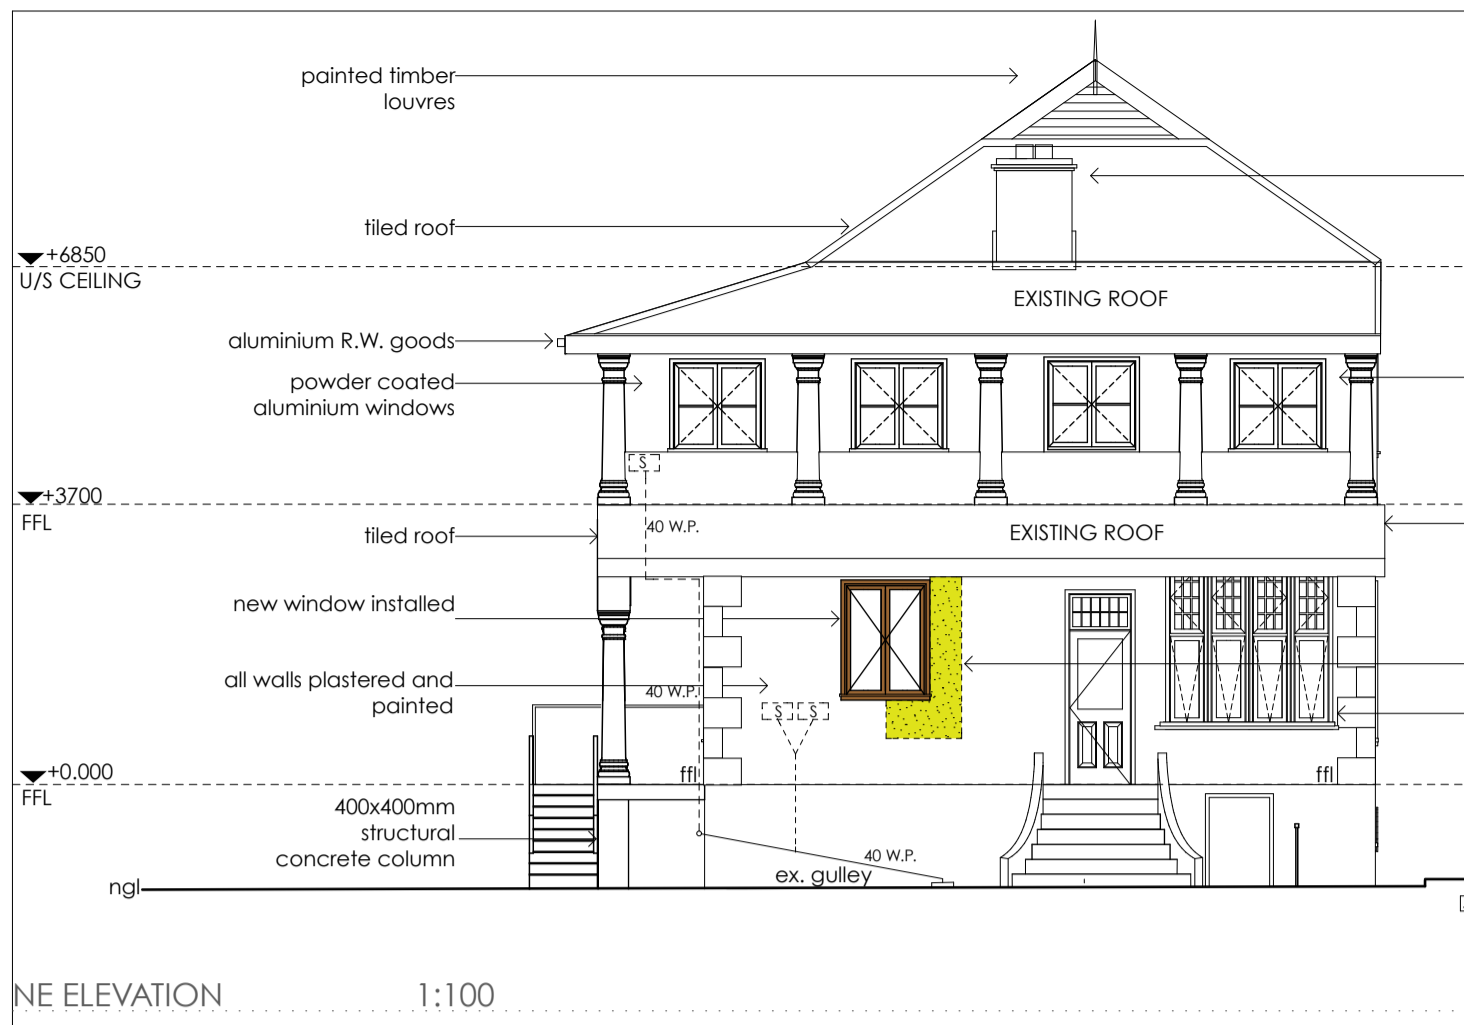 painted timber
louvres
tiled roof
+6850
U/S CEILING
EXISTING ROOF
aluminium R.W. goods
powder coated
aluminium windows
S
+3700
FFL
40 W.P.
tiled roof
EXISTING ROOF
new window installed
all walls plastered and
painted
40 W.P.
S S
+0.000
FFL
ffl
ffl
400x400mm
structural
concrete column
40 W.P.
ex. gulley
ngl
NE ELEVATION 1:100